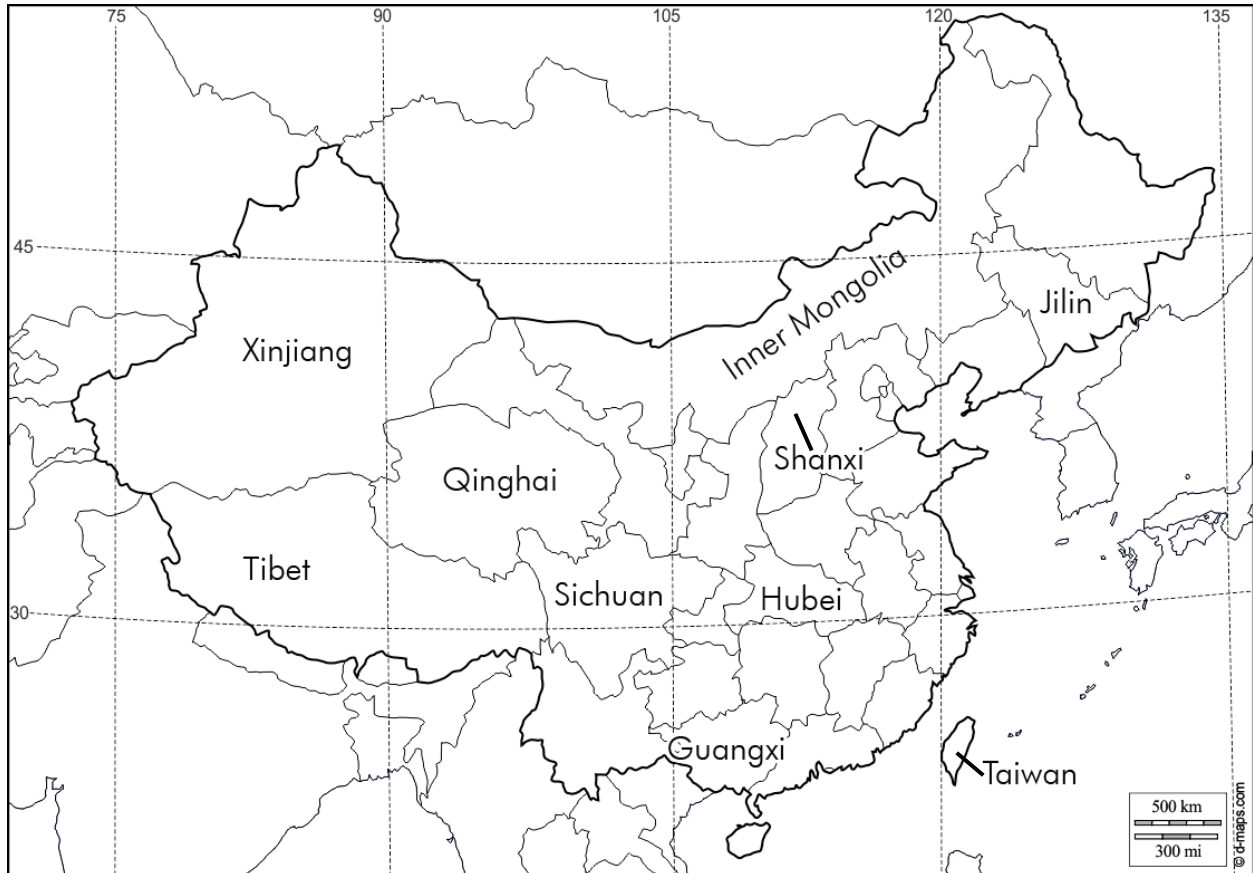 75 90 105 120 135
45
Inner Mongolia
Jilin
Xinjiang
Shanxi
Qinghai
Tibet
Sichuan
Hubei
30
Guangxi
Taiwan
500 km
300 mi
© d-maps.com